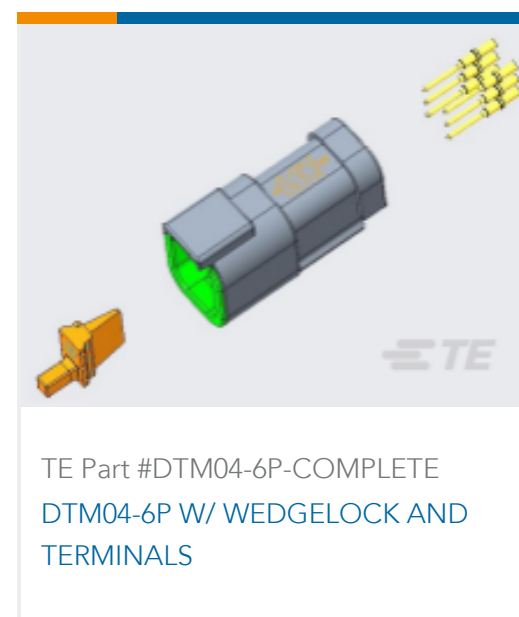 TE
TE Part #DTM04-6P-COMPLETE
DTM04-6P W/ WEDGELOCK AND
TERMINALS